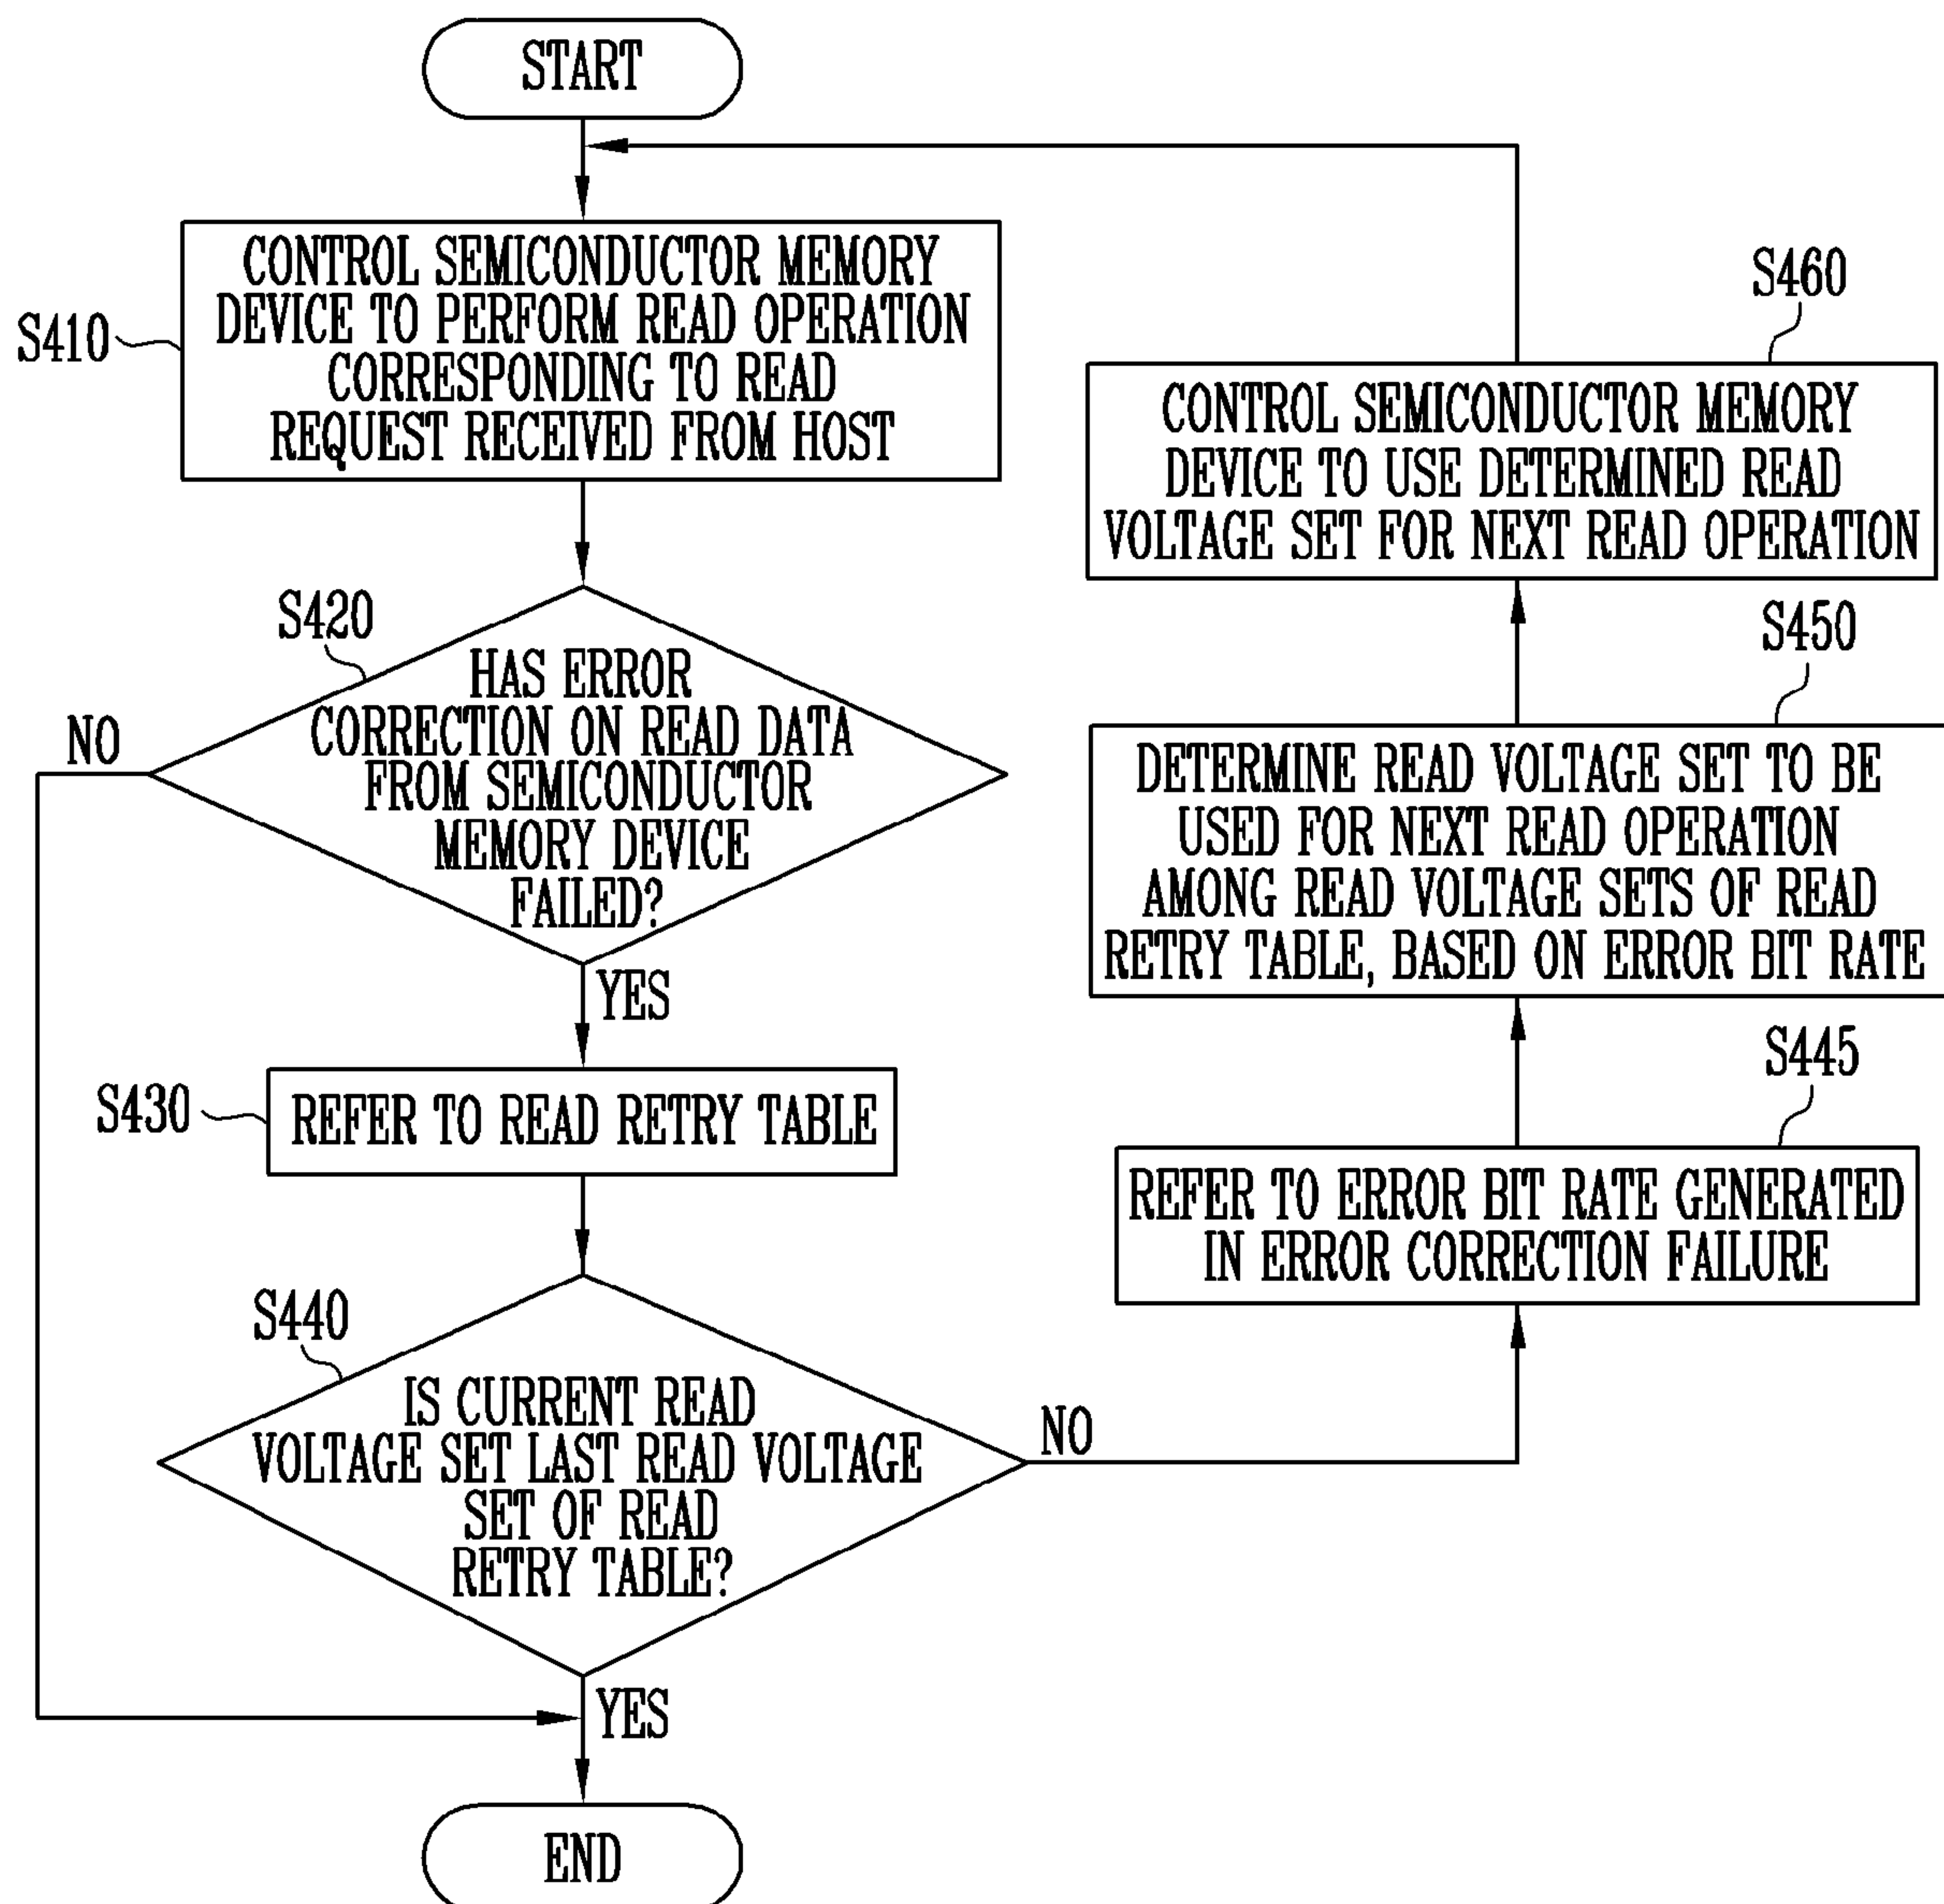 START
S410
CONTROL SEMICONDUCTOR MEMORY
DEVICE TO PERFORM READ OPERATION
CORRESPONDING TO READ
REQUEST RECEIVED FROM HOST
S420
HAS ERROR
CORRECTION ON READ DATA
FROM SEMICONDUCTOR
MEMORY DEVICE
FAILED?
NO
YES
S430
REFER TO READ RETRY TABLE
S440
IS CURRENT READ
VOLTAGE SET LAST READ VOLTAGE
SET OF READ
RETRY TABLE?
NO
YES
END
S445
REFER TO ERROR BIT RATE GENERATED
IN ERROR CORRECTION FAILURE
S450
DETERMINE READ VOLTAGE SET TO BE
USED FOR NEXT READ OPERATION
AMONG READ VOLTAGE SETS OF READ
RETRY TABLE, BASED ON ERROR BIT RATE
S460
CONTROL SEMICONDUCTOR MEMORY
DEVICE TO USE DETERMINED READ
VOLTAGE SET FOR NEXT READ OPERATION